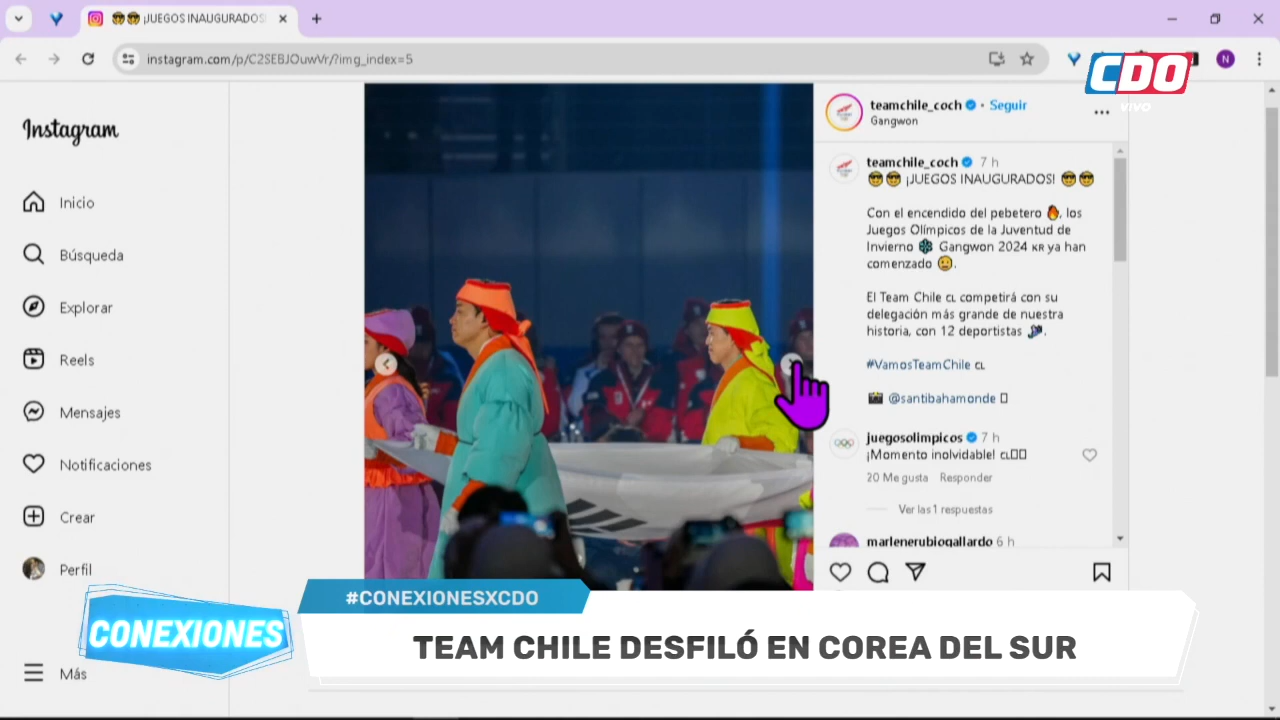 😎😎 ¡JUEGOS INAUGURADOS!
instagram.com/p/C2SEBJOuwVr/?img_index=5
N
CDO
VIVO
Instagram
Inicio
Búsqueda
Explorar
Reels
Mensajes
Notificaciones
Crear
Perfil
Más
teamchile_coch • Seguir
Gangwon
teamchile_coch 7 h
😎😎 ¡JUEGOS INAUGURADOS! 😎😎
Con el encendido del pebetero 🔥, los
Juegos Olímpicos de la Juventud de
Invierno ❄️ Gangwon 2024 KR ya han
comenzado 🥹.
El Team Chile CL competirá con su
delegación más grande de nuestra
historia, con 12 deportistas ⛸️.
#VamosTeamChile CL
📸 @santibahamonde
juegosolimpicos 7 h
¡Momento inolvidable! CL
20 Me gusta Responder
Ver las 1 respuestas
marlenerubiogallardo 6 h
#CONEXIONESXCDO
CONEXIONES
TEAM CHILE DESFILÓ EN COREA DEL SUR